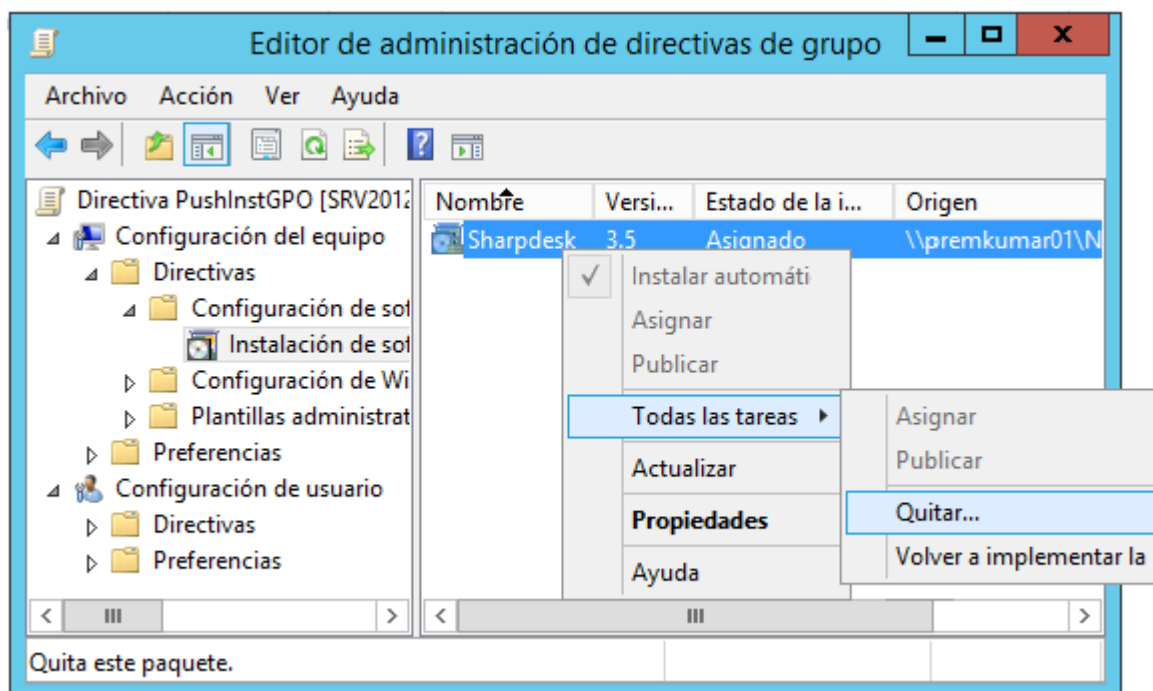 Editor de administración de directivas de grupo
Archivo Acción Ver Ayuda
Directiva PushInstGPO [SRV2012
Configuración del equipo
Directivas
Configuración de sof
Instalación de sof
Configuración de Wi
Plantillas administrat
Preferencias
Configuración de usuario
Directivas
Preferencias
Nombre Versi... Estado de la i... Origen
Sharpdesk 3.5 Asignado \\premkumar01\N
Instalar automáti
Asignar
Publicar
Todas las tareas
Actualizar
Propiedades
Ayuda
Asignar
Publicar
Quitar...
Volver a implementar la
Quita este paquete.